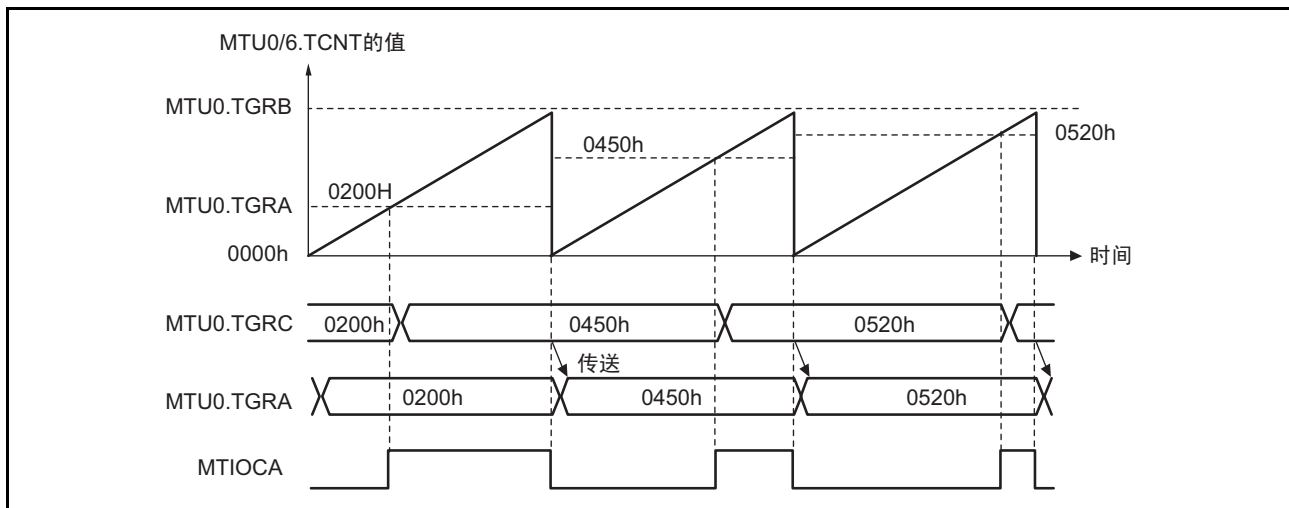 MTU0/6.TCNT的值
MTU0.TGRB
0520h
0450h
0200H
MTU0.TGRA
0000h
时间
MTU0.TGRC 0200h 0450h 0520h
传送
MTU0.TGRA 0200h 0450h 0520h
MTIOCA